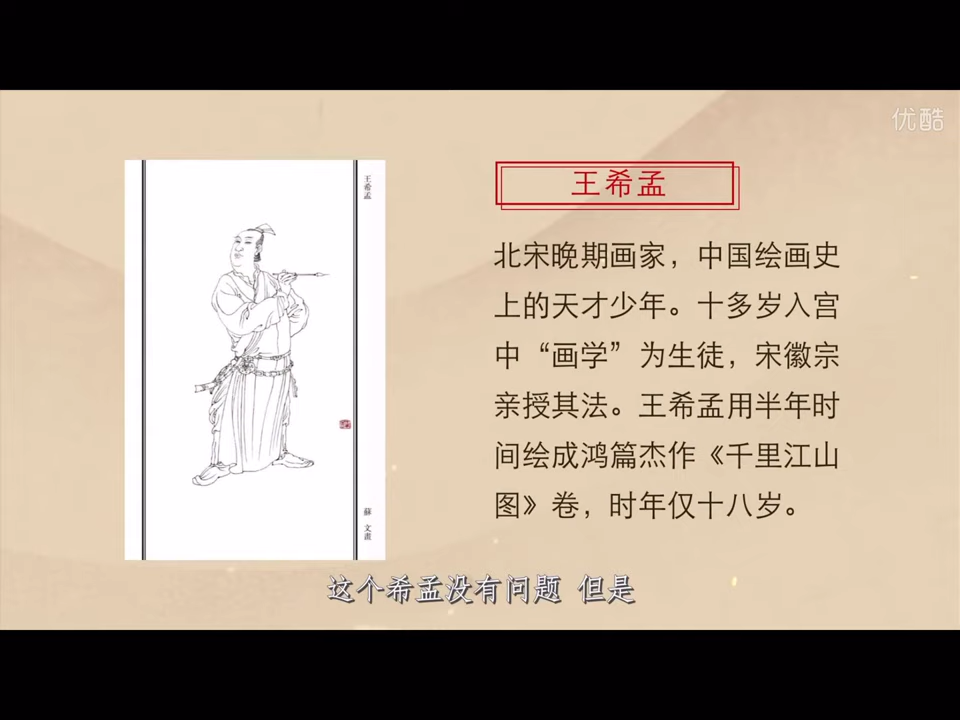 优酷
王希孟
王希孟
北宋晚期画家，中国绘画史
上的天才少年。十多岁入宫
中“画学”为生徒，宋徽宗
亲授其法。王希孟用半年时
间绘成鸿篇杰作《千里江山
图》卷，时年仅十八岁。
蘇文畫
这个希孟没有问题 但是